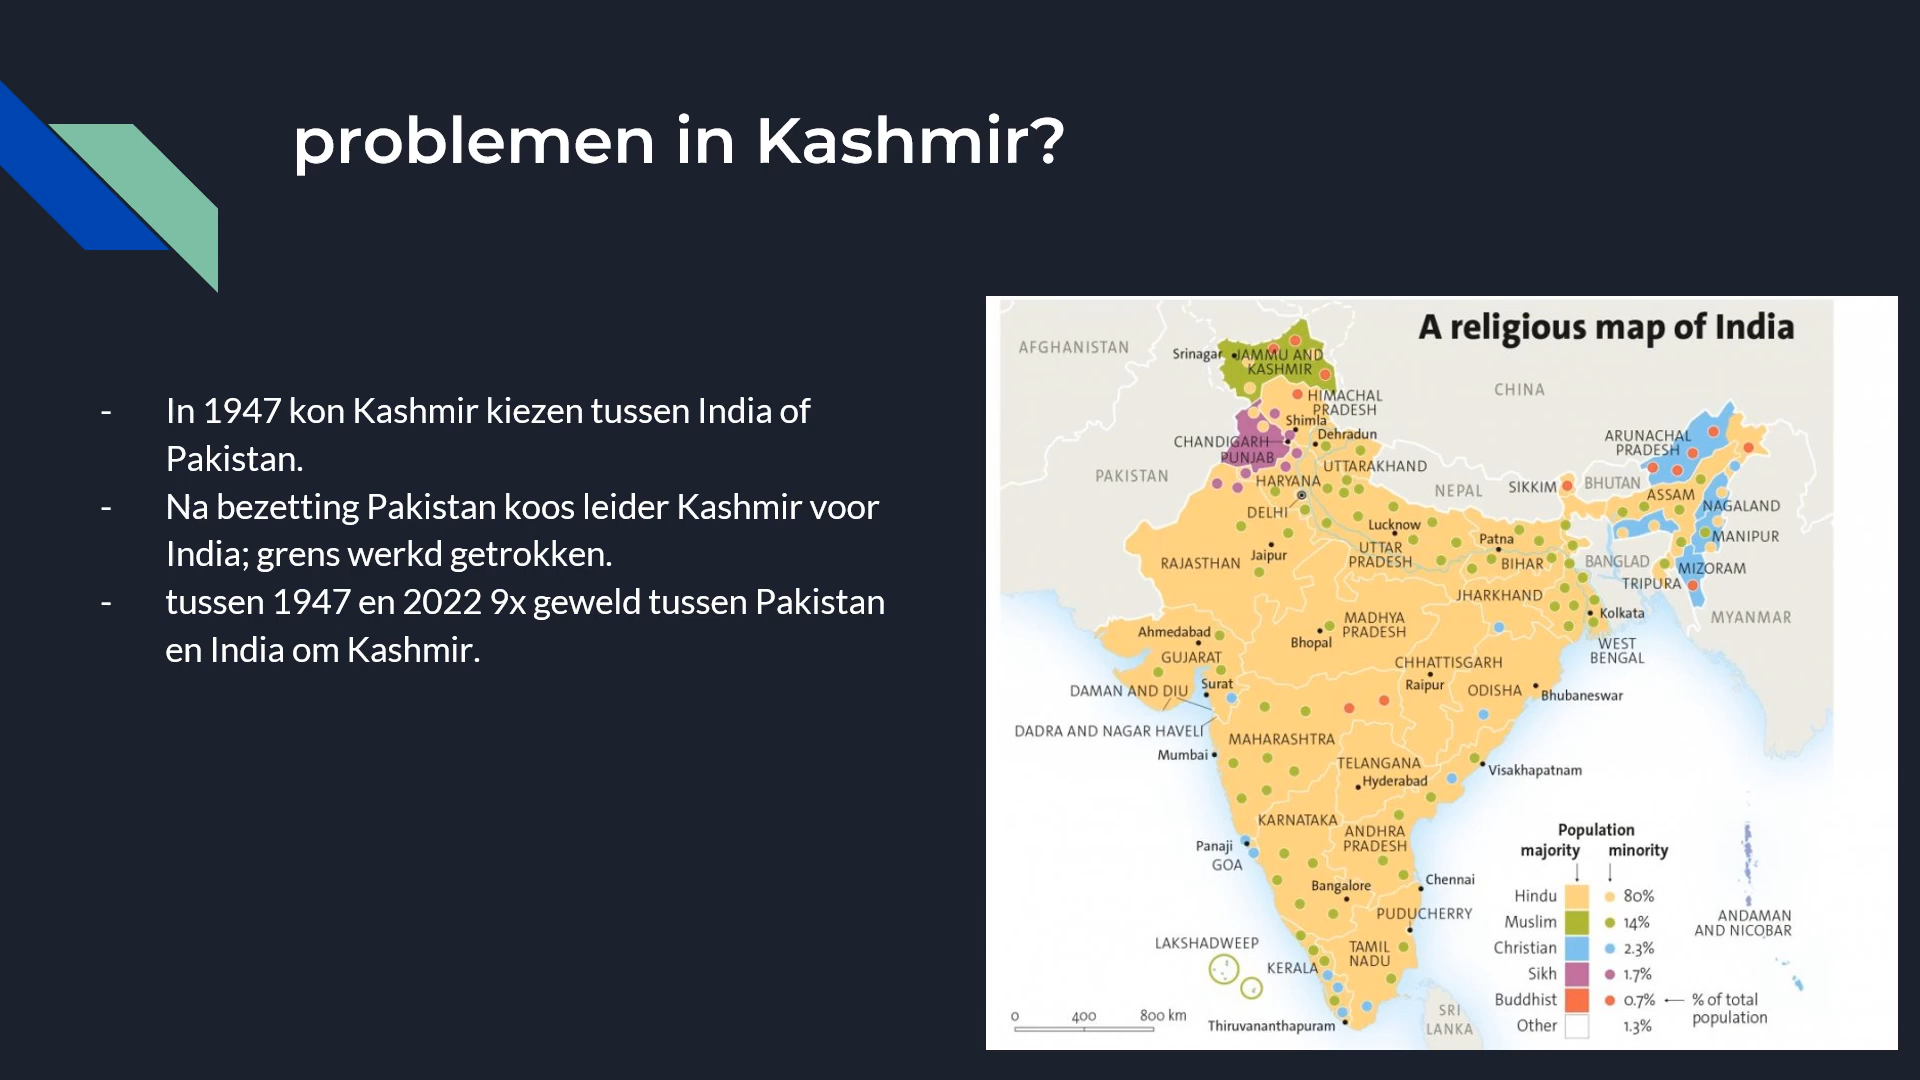 problemen in Kashmir?
- In 1947 kon Kashmir kiezen tussen India of
Pakistan.
- Na bezetting Pakistan koos leider Kashmir voor
India; grens werkd getrokken.
- tussen 1947 en 2022 9x geweld tussen Pakistan
en India om Kashmir.
A religious map of India
AFGHANISTAN
Srinagar
JAMMU AND
KASHMIR
CHINA
HIMACHAL
PRADESH
Shimla
Dehradun
CHANDIGARH
PUNJAB
PAKISTAN
UTTARAKHAND
HARYANA
DELHI
NEPAL
SIKKIM
BHUTAN
ARUNACHAL
PRADESH
ASSAM
NAGALAND
MANIPUR
MIZORAM
TRIPURA
BANGLAD
MYANMAR
RAJASTHAN
Jaipur
Lucknow
UTTAR
PRADESH
Patna
BIHAR
JHARKHAND
Kolkata
WEST
BENGAL
Ahmedabad
GUJARAT
MADHYA
PRADESH
Bhopal
CHHATTISGARH
Raipur
ODISHA
Bhubaneswar
DAMAN AND DIU
Surat
DADRA AND NAGAR HAVELI
Mumbai
MAHARASHTRA
TELANGANA
Hyderabad
Visakhapatnam
KARNATAKA
ANDHRA
PRADESH
Panaji
GOA
Bangalore
Chennai
PUDUCHERRY
LAKSHADWEEP
KERALA
TAMIL
NADU
Thiruvananthapuram
SRI
LANKA
ANDAMAN
AND NICOBAR
0 400 800 km
Population
majority minority
Hindu 80%
Muslim 14%
Christian 2.3%
Sikh 1.7%
Buddhist 0.7% ← % of total
population
Other 1.3%